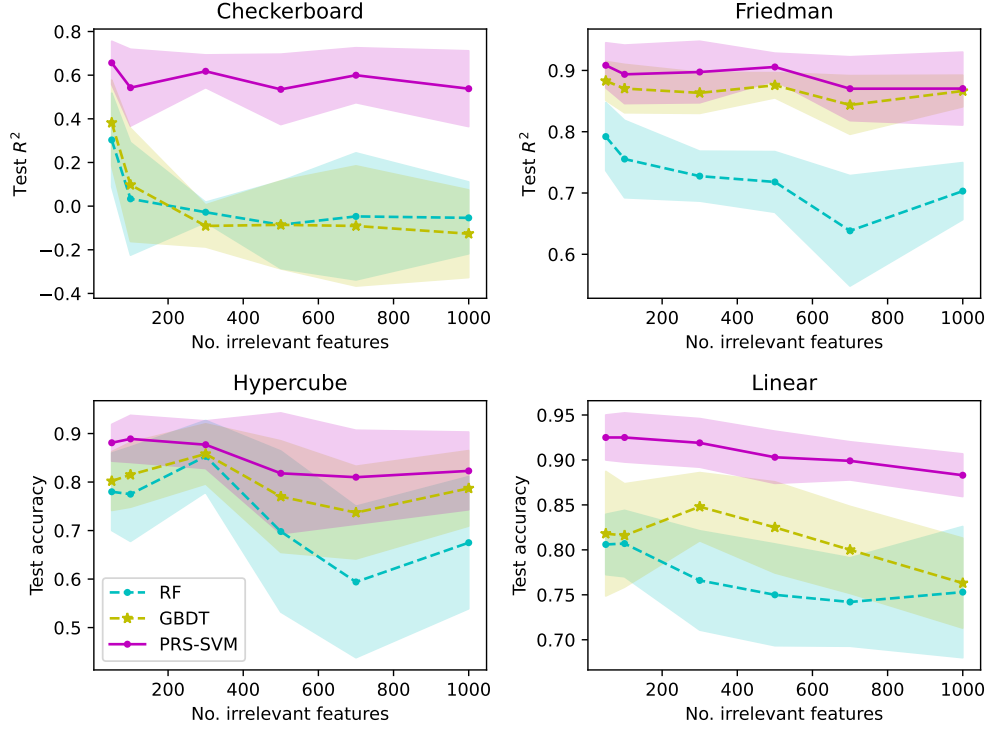 Checkerboard
Test R²
0.8
0.6
0.4
0.2
0.0
−0.2
−0.4
200 400 600 800 1000
No. irrelevant features
Friedman
Test R²
0.9
0.8
0.7
0.6
200 400 600 800 1000
No. irrelevant features
Hypercube
Test accuracy
0.9
0.8
0.7
0.6
0.5
RF
GBDT
PRS-SVM
200 400 600 800 1000
No. irrelevant features
Linear
Test accuracy
0.95
0.90
0.85
0.80
0.75
0.70
200 400 600 800 1000
No. irrelevant features